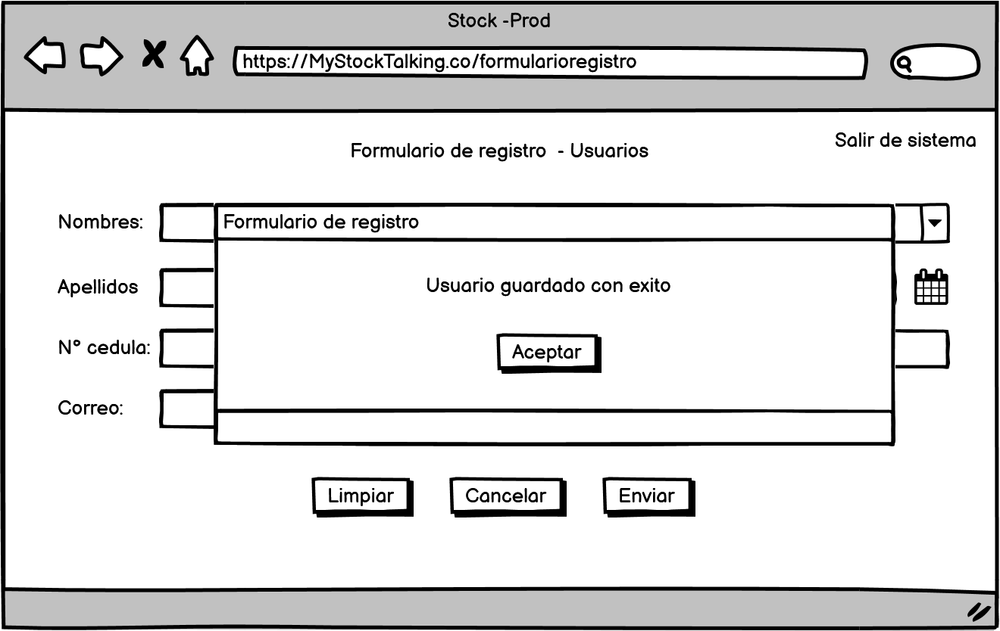 Stock -Prod
https://MyStockTalking.co/formularioregistro
Salir de sistema
Formulario de registro - Usuarios
Nombres:
Formulario de registro
Apellidos
Usuario guardado con exito
N° cedula:
Aceptar
Correo:
Limpiar
Cancelar
Enviar